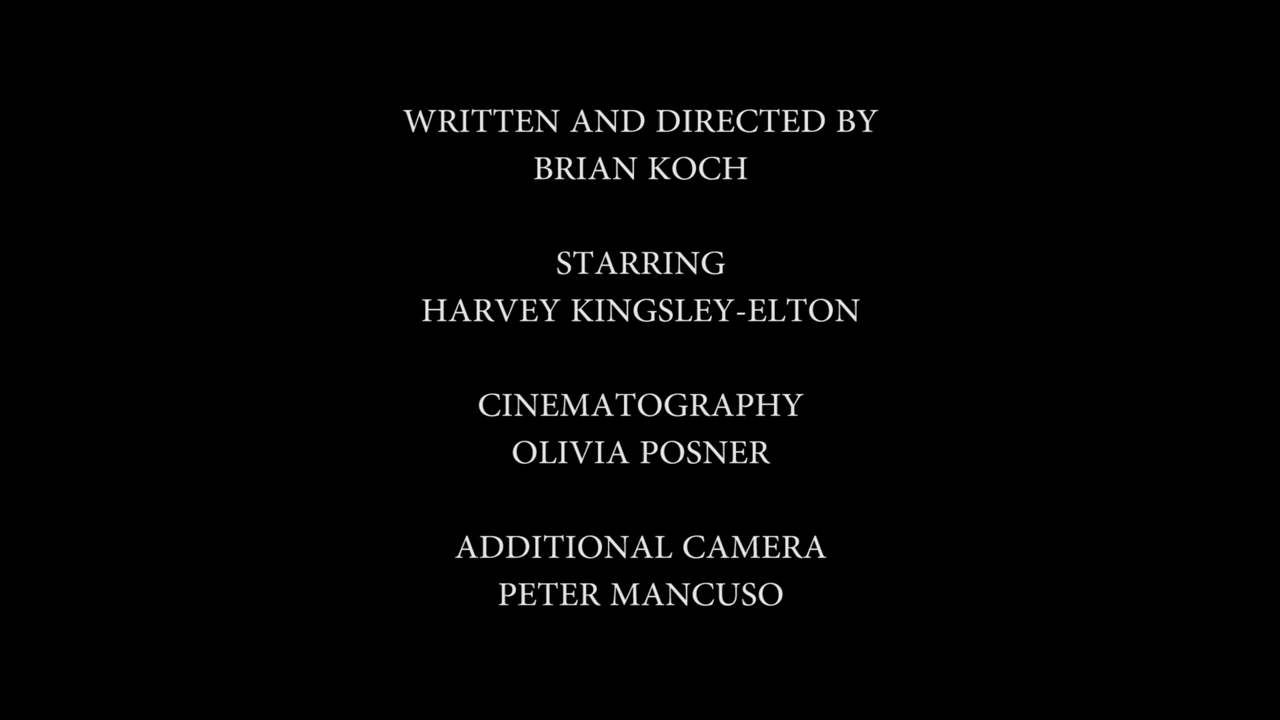 WRITTEN AND DIRECTED BY
BRIAN KOCH
STARRING
HARVEY KINGSLEY-ELTON
CINEMATOGRAPHY
OLIVIA POSNER
ADDITIONAL CAMERA
PETER MANCUSO